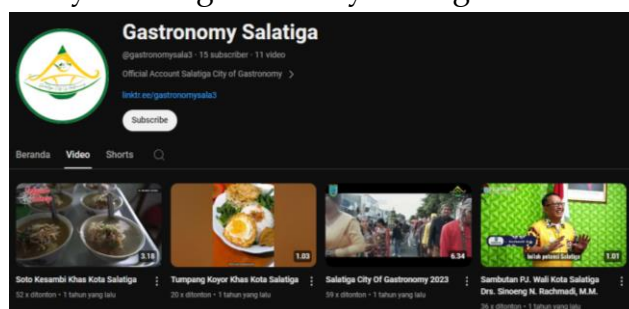 Gastronomy Salatiga
@gastronomysala3 · 15 subscriber · 11 video
Official Account Salatiga City of Gastronomy
linktr.ee/gastronomysala3
Subscribe
Beranda Video Shorts
3.18
1.03
6.34
Inilah potensi Salatiga
1.01
Soto Kesambi Khas Kota Salatiga
52 x ditonton • 1 tahun yang lalu
Tumpang Koyor Khas Kota Salatiga
20 x ditonton • 1 tahun yang lalu
Salatiga City Of Gastronomy 2023
59 x ditonton • 1 tahun yang lalu
Sambutan PJ. Wali Kota Salatiga
Drs. Sinoeng N. Rachmadi, M.M.
36 x ditonton • 1 tahun yang lalu